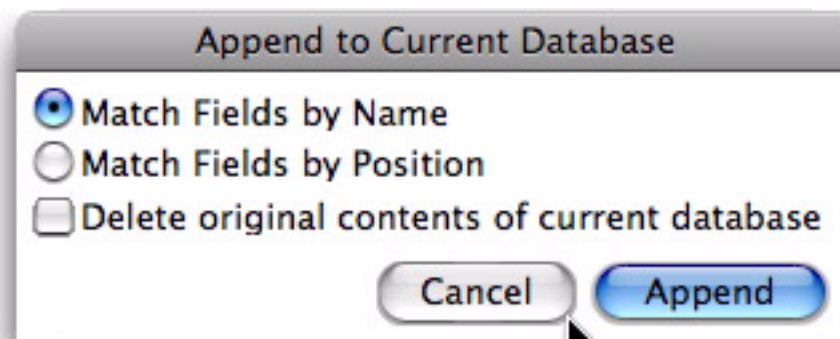 Append to Current Database
Match Fields by Name
Match Fields by Position
Delete original contents of current database
Cancel Append